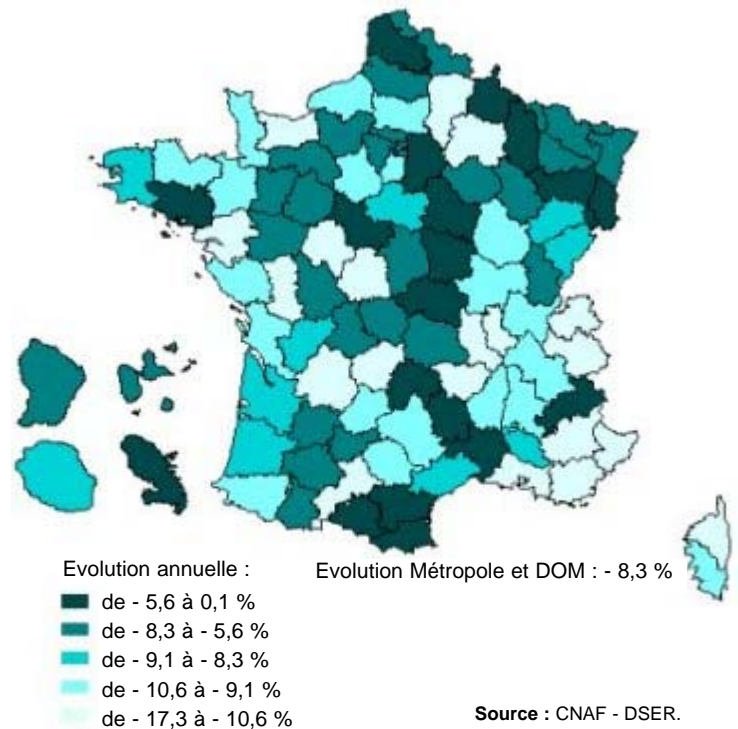 Evolution annuelle :
Evolution Métropole et DOM : - 8,3 %
de - 5,6 à 0,1 %
de - 8,3 à - 5,6 %
de - 9,1 à - 8,3 %
de - 10,6 à - 9,1 %
de - 17,3 à - 10,6 %
Source : CNAF - DSER.